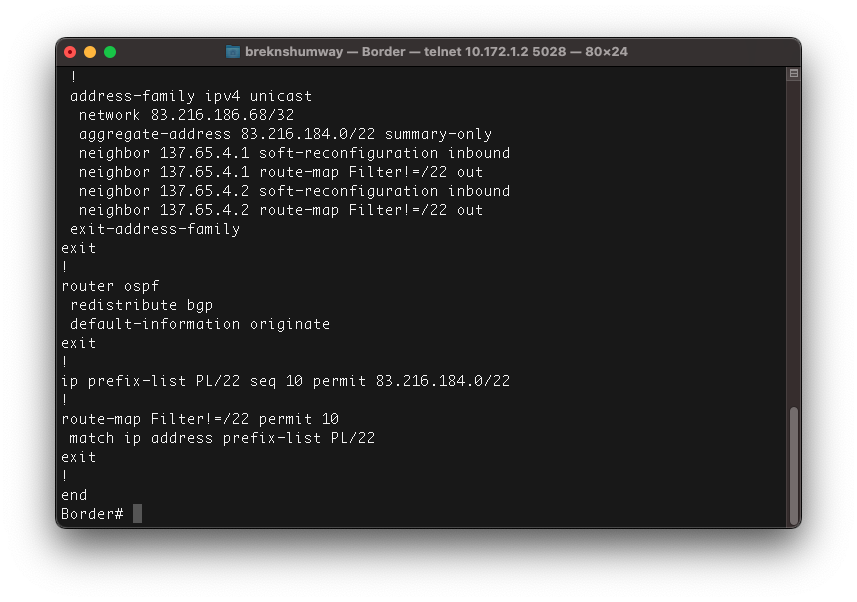 breknshumway — Border — telnet 10.172.1.2 5028 — 80×24
!
address-family ipv4 unicast
network 83.216.186.68/32
aggregate-address 83.216.184.0/22 summary-only
neighbor 137.65.4.1 soft-reconfiguration inbound
neighbor 137.65.4.1 route-map Filter!=/22 out
neighbor 137.65.4.2 soft-reconfiguration inbound
neighbor 137.65.4.2 route-map Filter!=/22 out
exit-address-family
exit
!
router ospf
redistribute bgp
default-information originate
exit
!
ip prefix-list PL/22 seq 10 permit 83.216.184.0/22
!
route-map Filter!=/22 permit 10
match ip address prefix-list PL/22
exit
!
end
Border#